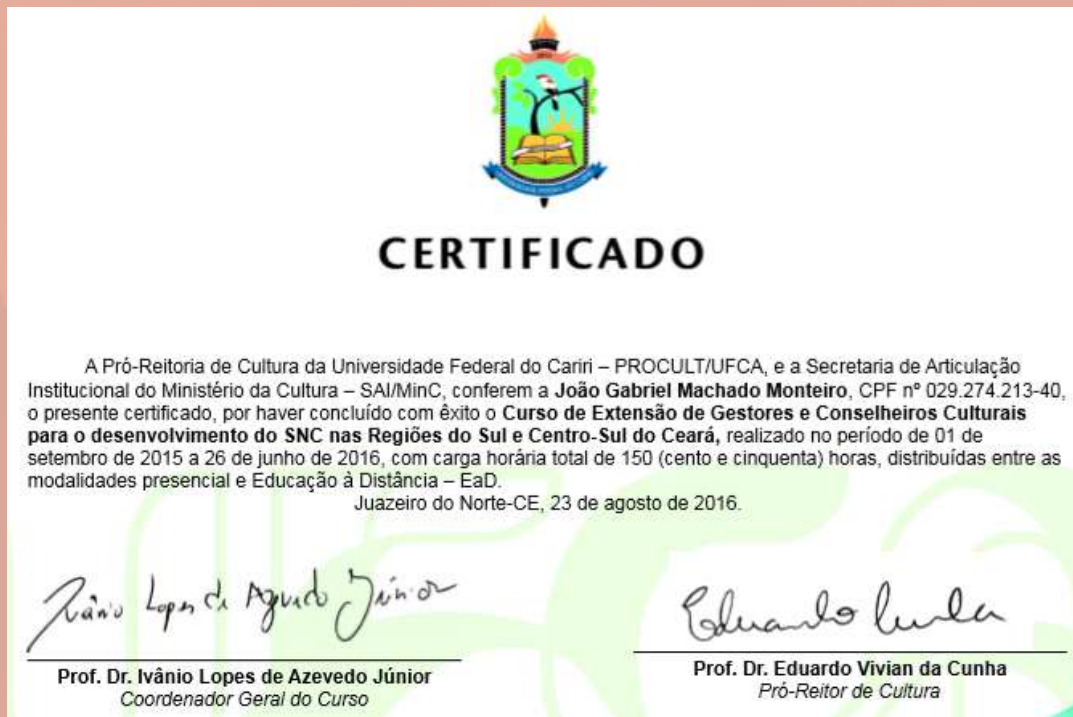 CERTIFICADO
A Pró-Reitoria de Cultura da Universidade Federal do Cariri – PROCULT/UFCA, e a Secretaria de Articulação
Institucional do Ministério da Cultura – SAI/MinC, conferem a João Gabriel Machado Monteiro, CPF nº 029.274.213-40,
o presente certificado, por haver concluído com êxito o Curso de Extensão de Gestores e Conselheiros Culturais
para o desenvolvimento do SNC nas Regiões do Sul e Centro-Sul do Ceará, realizado no período de 01 de
setembro de 2015 a 26 de junho de 2016, com carga horária total de 150 (cento e cinquenta) horas, distribuídas entre as
modalidades presencial e Educação à Distância – EaD.
Juazeiro do Norte-CE, 23 de agosto de 2016.
Ivânio Lopes de Azevedo Júnior
Eduardo Cunha
Prof. Dr. Ivânio Lopes de Azevedo Júnior
Coordenador Geral do Curso
Prof. Dr. Eduardo Vivian da Cunha
Pró-Reitor de Cultura